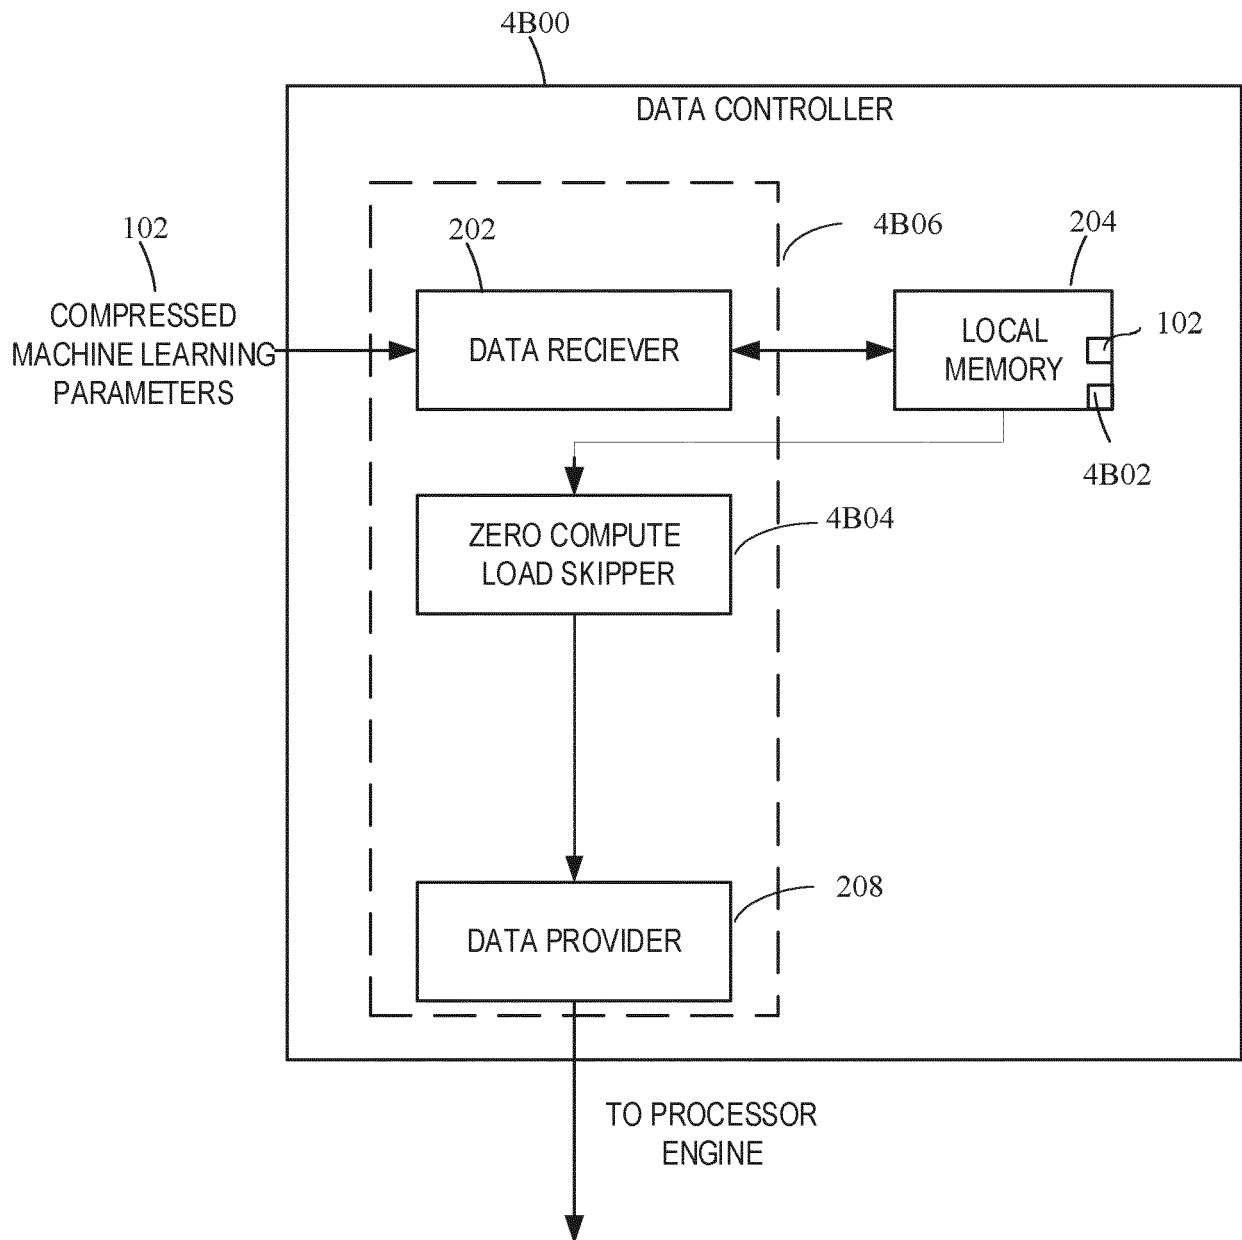 4B00
DATA CONTROLLER
102
COMPRESSED
MACHINE LEARNING
PARAMETERS
202
DATA RECIEVER
4B06
204
LOCAL
MEMORY
102
4B02
ZERO COMPUTE
LOAD SKIPPER
4B04
DATA PROVIDER
208
TO PROCESSOR
ENGINE